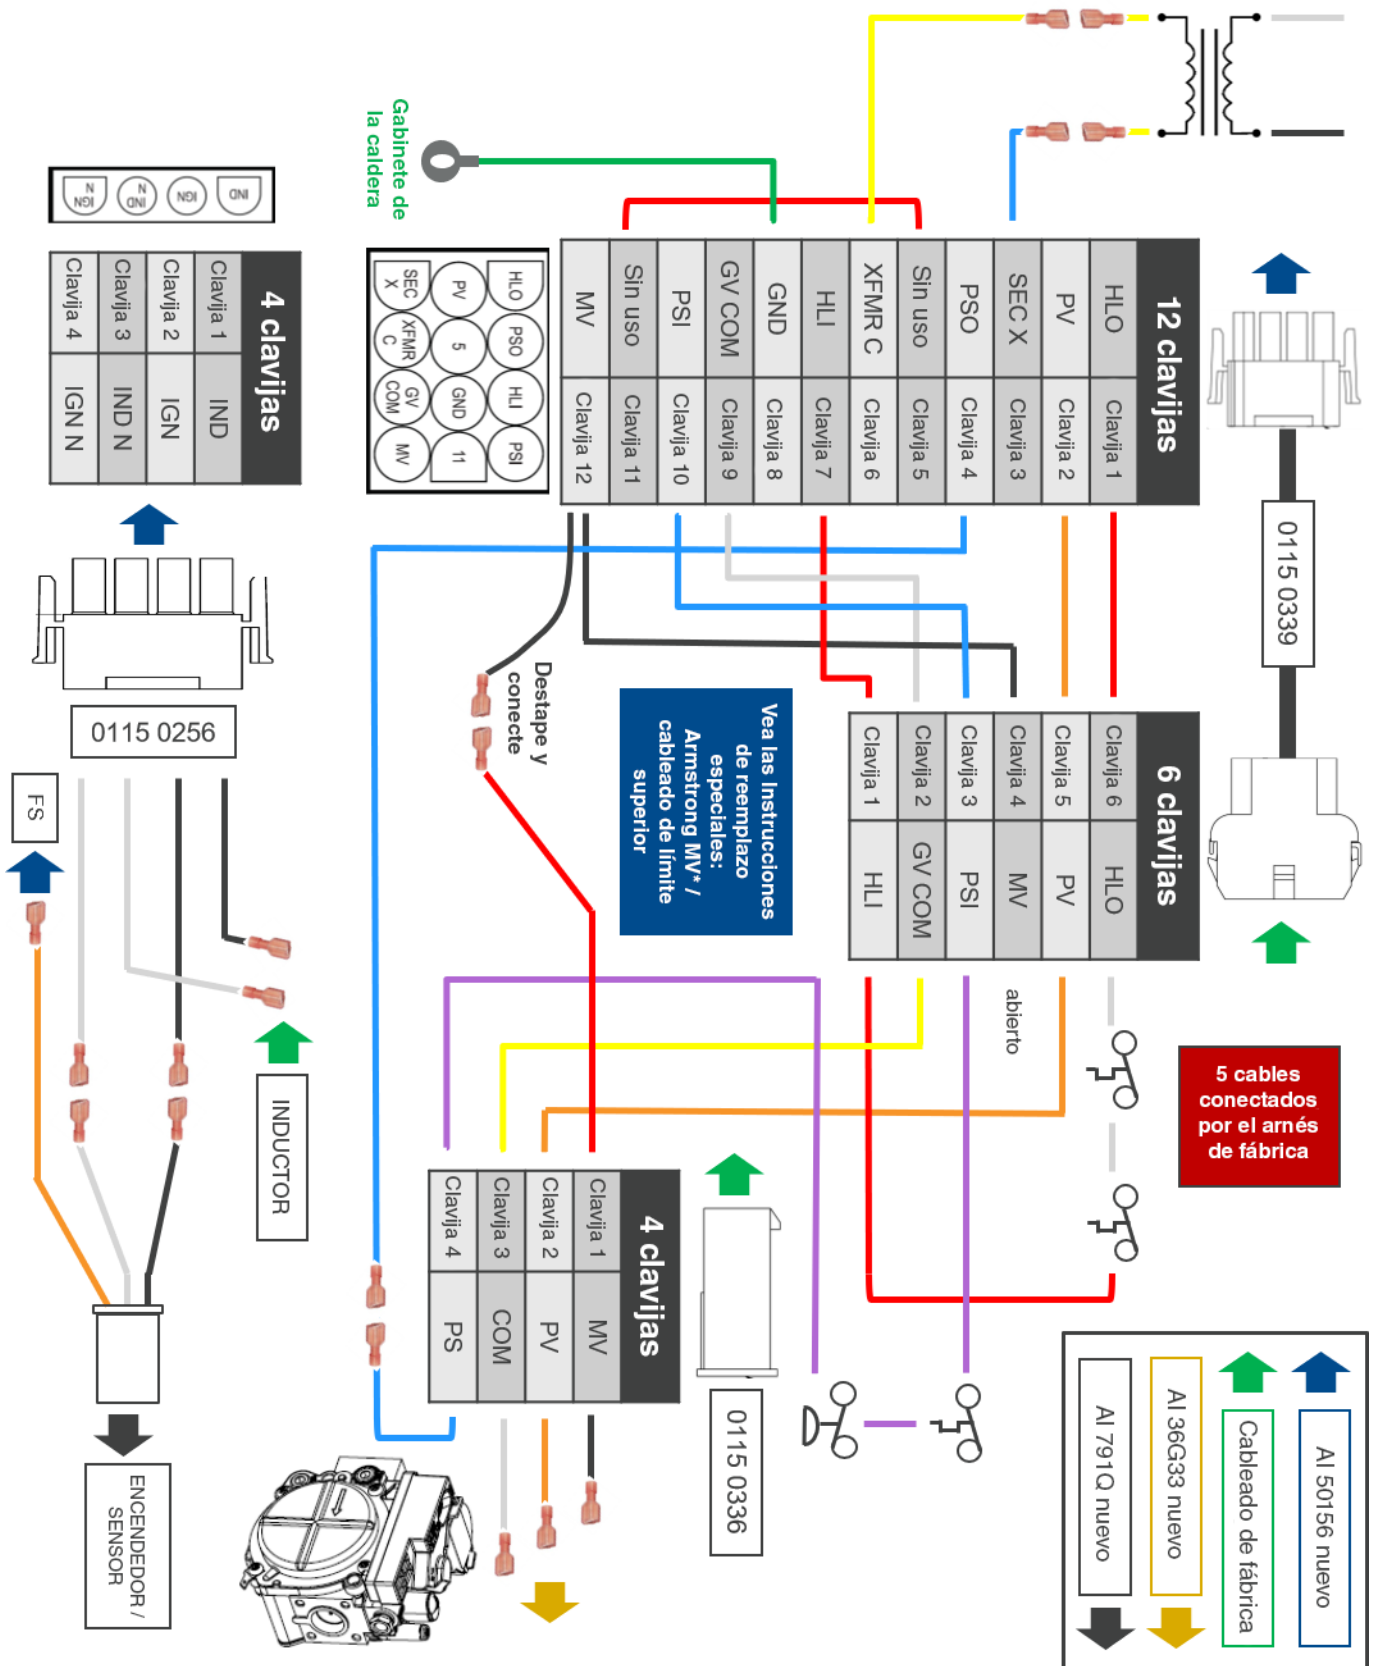 Gabinete de
la caldera
12 clavijas
HLO Clavija 1
PV Clavija 2
SEC X Clavija 3
PSO Clavija 4
Sin uso Clavija 5
XFMR C Clavija 6
HLI Clavija 7
GND Clavija 8
GV COM Clavija 9
PSI Clavija 10
Sin uso Clavija 11
MV Clavija 12
HLO
PSO
HLI
PSI
PV
5
GND
11
SEC
X
XFMR
C
GV
COM
MV
0115 0339
6 clavijas
Clavija 6 HLO
Clavija 5 PV
Clavija 4 MV
Clavija 3 PSI
Clavija 2 GV COM
Clavija 1 HLI
abierto
Vea las Instrucciones
de reemplazo
especiales:
Armstrong MV* /
cableado de límite
superior
Destape y
conecte
5 cables
conectados
por el arnés
de fábrica
4 clavijas
Clavija 1 MV
Clavija 2 PV
Clavija 3 COM
Clavija 4 PS
0115 0336
IND
IGN
IND
N
IGN
N
4 clavijas
Clavija 1 IND
Clavija 2 IGN
Clavija 3 IND N
Clavija 4 IGN N
0115 0256
FS
INDUCTOR
ENCENDEDOR /
SENSOR
Al 50156 nuevo
Cableado de fábrica
Al 36G33 nuevo
Al 791Q nuevo